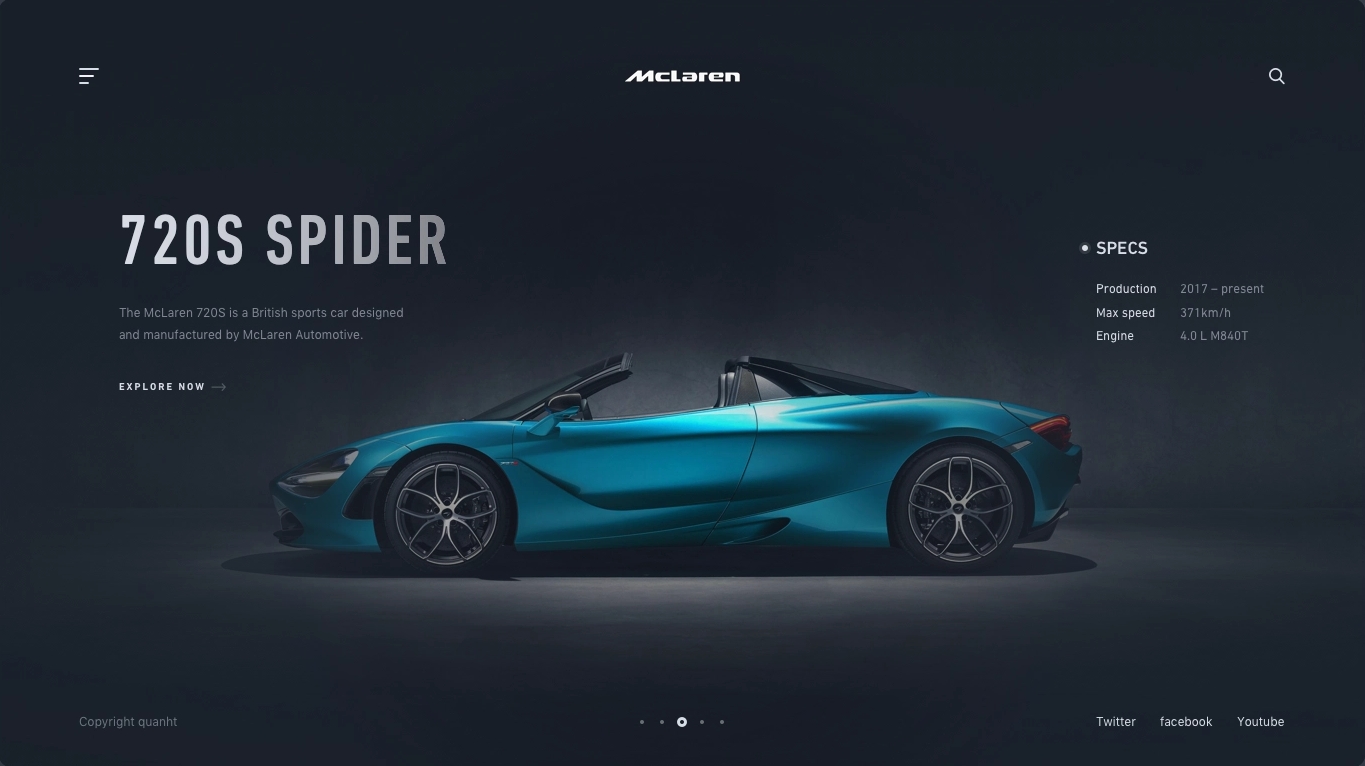 McLaren
720S SPIDER
The McLaren 720S is a British sports car designed
and manufactured by McLaren Automotive.
EXPLORE NOW
SPECS
Production 2017 – present
Max speed 371km/h
Engine 4.0 L M840T
Copyright quanht
Twitter facebook Youtube